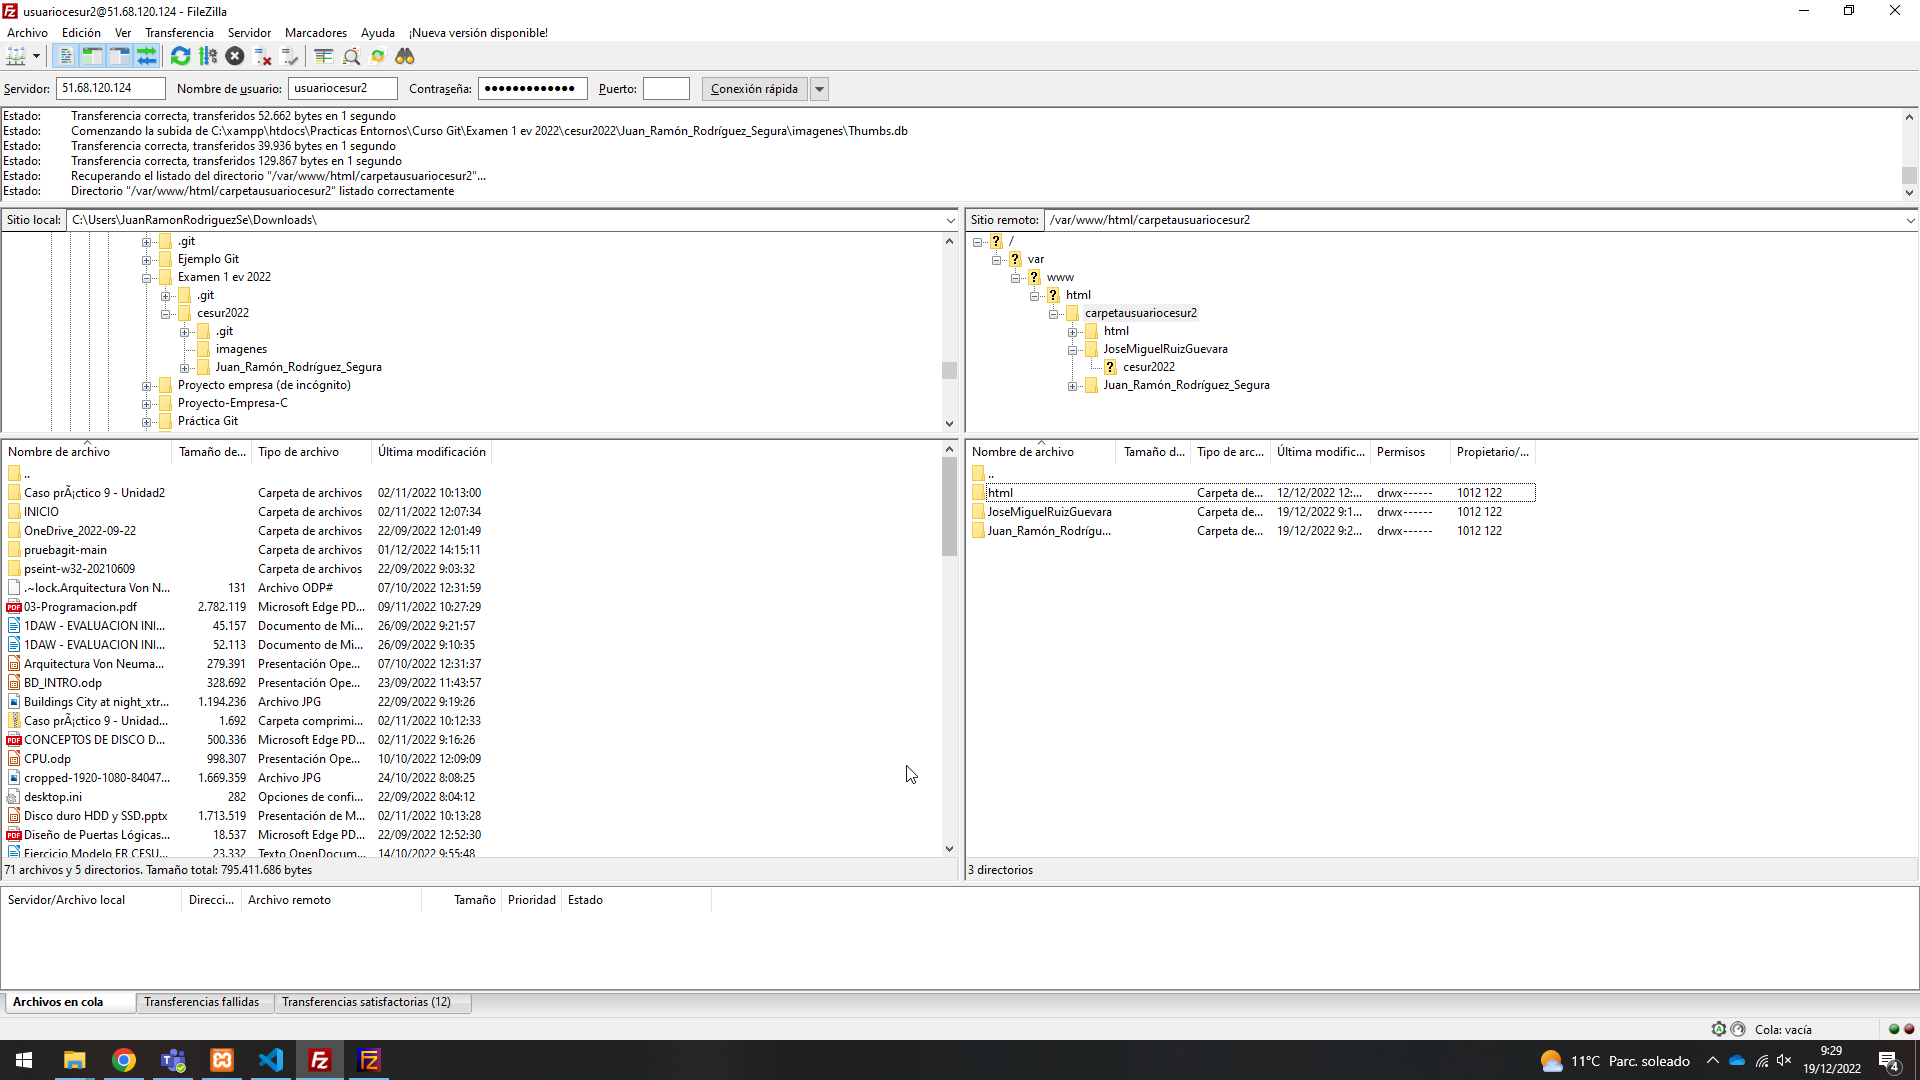 usuariocesur2@51.68.120.124 - FileZilla
Archivo Edición Ver Transferencia Servidor Marcadores Ayuda ¡Nueva versión disponible!
Servidor: 51.68.120.124 Nombre de usuario: usuariocesur2 Contraseña: ●●●●●●●●●●●●● Puerto: Conexión rápida
Estado: Transferencia correcta, transferidos 52.662 bytes en 1 segundo
Estado: Comenzando la subida de C:\xampp\htdocs\Practicas Entornos\Curso Git\Examen 1 ev 2022\cesur2022\Juan_Ramón_Rodríguez_Segura\imagenes\Thumbs.db
Estado: Transferencia correcta, transferidos 39.936 bytes en 1 segundo
Estado: Transferencia correcta, transferidos 129.867 bytes en 1 segundo
Estado: Recuperando el listado del directorio "/var/www/html/carpetausuariocesur2"...
Estado: Directorio "/var/www/html/carpetausuariocesur2" listado correctamente
Sitio local: C:\Users\JuanRamonRodriguezSe\Downloads\
.git
Ejemplo Git
Examen 1 ev 2022
.git
cesur2022
.git
imagenes
Juan_Ramón_Rodríguez_Segura
Proyecto empresa (de incógnito)
Proyecto-Empresa-C
Práctica Git
Sitio remoto: /var/www/html/carpetausuariocesur2
/
var
www
html
carpetausuariocesur2
html
JoseMiguelRuizGuevara
cesur2022
Juan_Ramón_Rodríguez_Segura
Nombre de archivo Tamaño de... Tipo de archivo Última modificación
..
Caso prÃ¡ctico 9 - Unidad2 Carpeta de archivos 02/11/2022 10:13:00
INICIO Carpeta de archivos 02/11/2022 12:07:34
OneDrive_2022-09-22 Carpeta de archivos 22/09/2022 12:01:49
pruebagit-main Carpeta de archivos 01/12/2022 14:15:11
pseint-w32-20210609 Carpeta de archivos 22/09/2022 9:03:32
.~lock.Arquitectura Von N... 131 Archivo ODP# 07/10/2022 12:31:59
03-Programacion.pdf 2.782.119 Microsoft Edge PD... 09/11/2022 10:27:29
1DAW - EVALUACION INI... 45.157 Documento de Mi... 26/09/2022 9:21:57
1DAW - EVALUACION INI... 52.113 Documento de Mi... 26/09/2022 9:10:35
Arquitectura Von Neuma... 279.391 Presentación Ope... 07/10/2022 12:31:37
BD_INTRO.odp 328.692 Presentación Ope... 23/09/2022 11:43:57
Buildings City at night_xtr... 1.194.236 Archivo JPG 22/09/2022 9:19:26
Caso prÃ¡ctico 9 - Unidad... 1.692 Carpeta comprimi... 02/11/2022 10:12:33
CONCEPTOS DE DISCO D... 500.336 Microsoft Edge PD... 02/11/2022 9:16:26
CPU.odp 998.307 Presentación Ope... 10/10/2022 12:09:09
cropped-1920-1080-84047... 1.669.359 Archivo JPG 24/10/2022 8:08:25
desktop.ini 282 Opciones de confi... 22/09/2022 8:04:12
Disco duro HDD y SSD.pptx 1.713.519 Presentación de M... 02/11/2022 10:13:28
Diseño de Puertas Lógicas... 18.537 Microsoft Edge PD... 22/09/2022 12:52:30
Ejercicio Modelo ER CESU... 23.332 Texto OpenDocum... 14/10/2022 9:55:48
71 archivos y 5 directorios. Tamaño total: 795.411.686 bytes
Nombre de archivo Tamaño d... Tipo de arc... Última modific... Permisos Propietario/...
..
html Carpeta de... 12/12/2022 12:... drwx------ 1012 122
JoseMiguelRuizGuevara Carpeta de... 19/12/2022 9:1... drwx------ 1012 122
Juan_Ramón_Rodrígu... Carpeta de... 19/12/2022 9:2... drwx------ 1012 122
3 directorios
Servidor/Archivo local Direcci... Archivo remoto Tamaño Prioridad Estado
Archivos en cola Transferencias fallidas Transferencias satisfactorias (12)
Cola: vacía
11°C Parc. soleado
9:29
19/12/2022
4